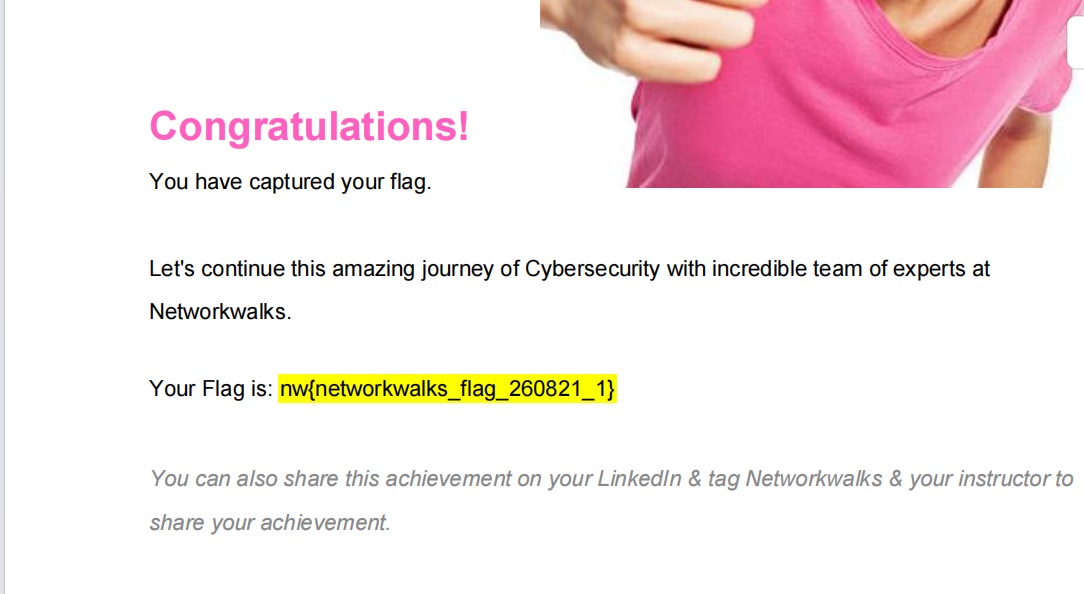 Congratulations!
You have captured your flag.
Let's continue this amazing journey of Cybersecurity with incredible team of experts at
Networkwalks.
Your Flag is: nw{networkwalks_flag_260821_1}
You can also share this achievement on your LinkedIn & tag Networkwalks & your instructor to
share your achievement.